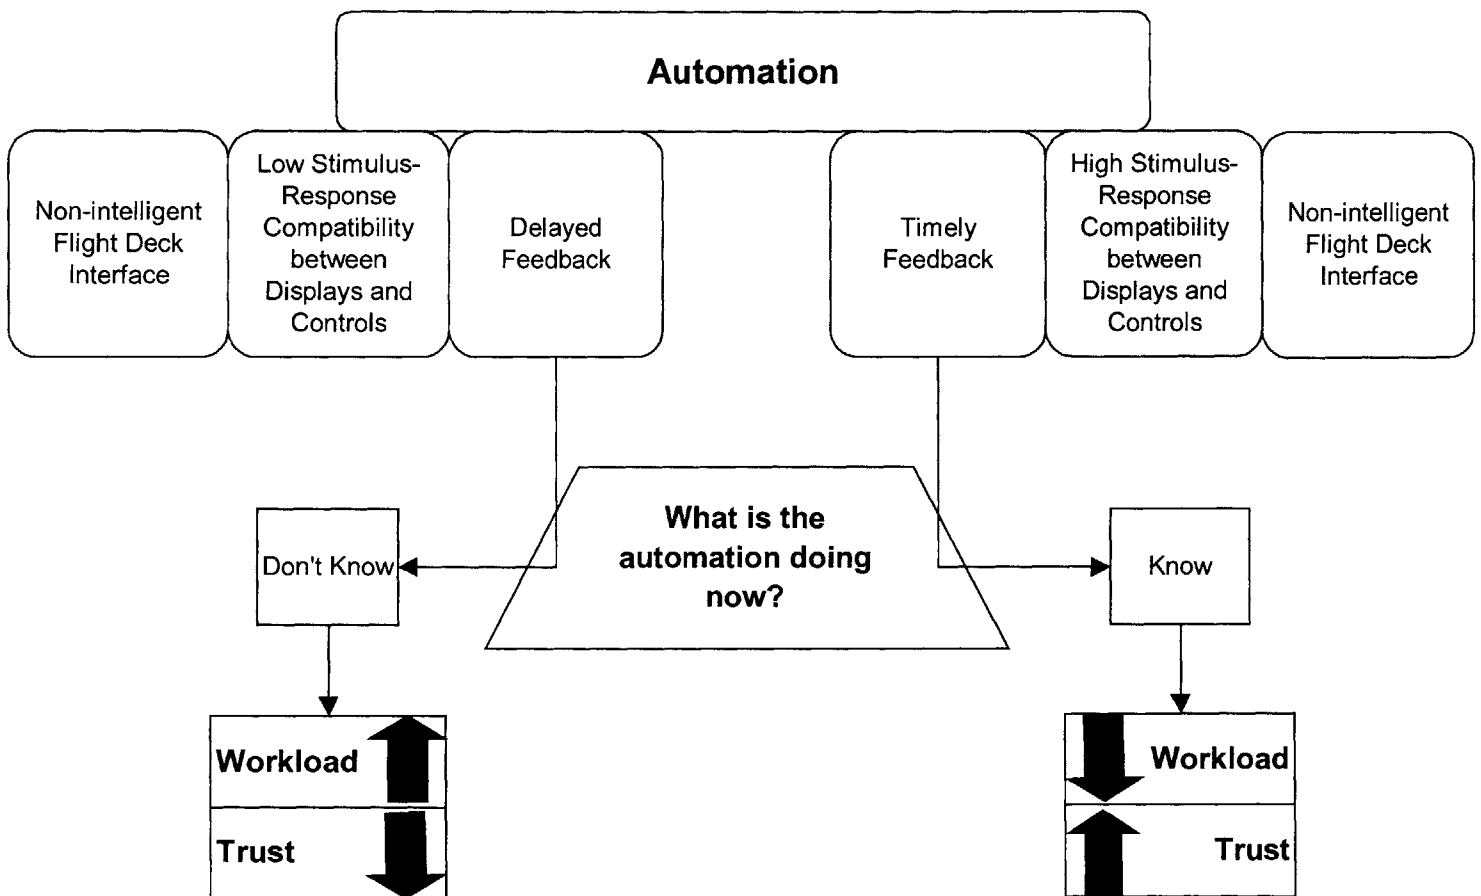 Automation
Non-intelligent
Flight Deck
Interface
Low Stimulus-
Response
Compatibility
between
Displays and
Controls
Delayed
Feedback
Timely
Feedback
High Stimulus-
Response
Compatibility
between
Displays and
Controls
Non-intelligent
Flight Deck
Interface
What is the
automation doing
now?
Don't Know
Know
Workload
Trust
Workload
Trust